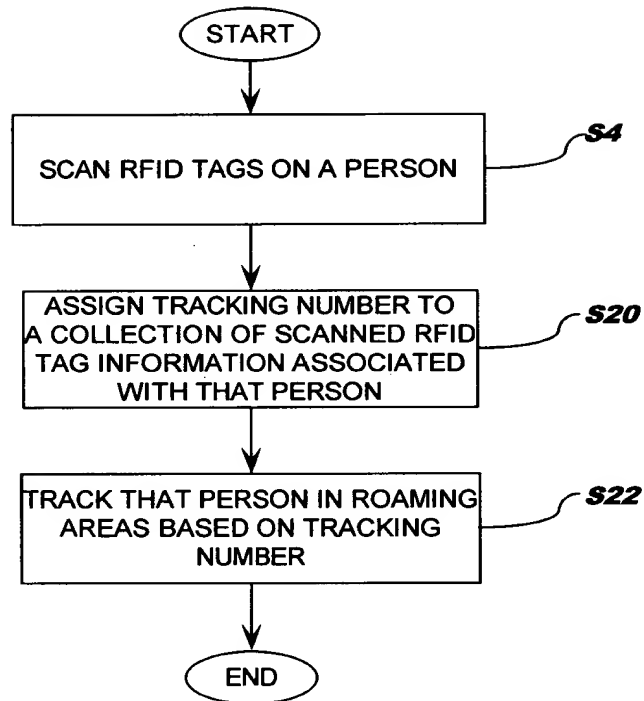 START
SCAN RFID TAGS ON A PERSON
S4
ASSIGN TRACKING NUMBER TO
A COLLECTION OF SCANNED RFID
TAG INFORMATION ASSOCIATED
WITH THAT PERSON
S20
TRACK THAT PERSON IN ROAMING
AREAS BASED ON TRACKING
NUMBER
S22
END